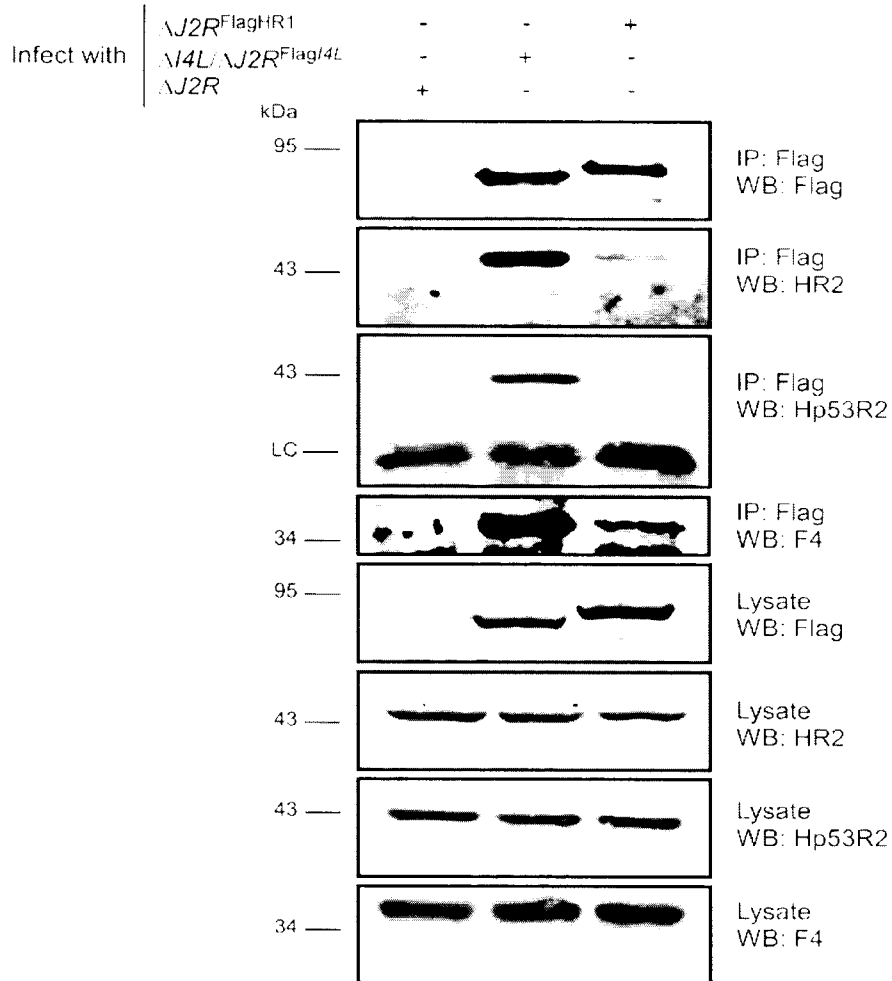 Infect with
ΔJ2R^FlagHR1 - - +
ΔI4L/ΔJ2R^FlagI4L - + -
ΔJ2R + - -
kDa
95
IP: Flag
WB: Flag
43
IP: Flag
WB: HR2
43
LC
IP: Flag
WB: Hp53R2
34
IP: Flag
WB: F4
95
Lysate
WB: Flag
43
Lysate
WB: HR2
43
Lysate
WB: Hp53R2
34
Lysate
WB: F4